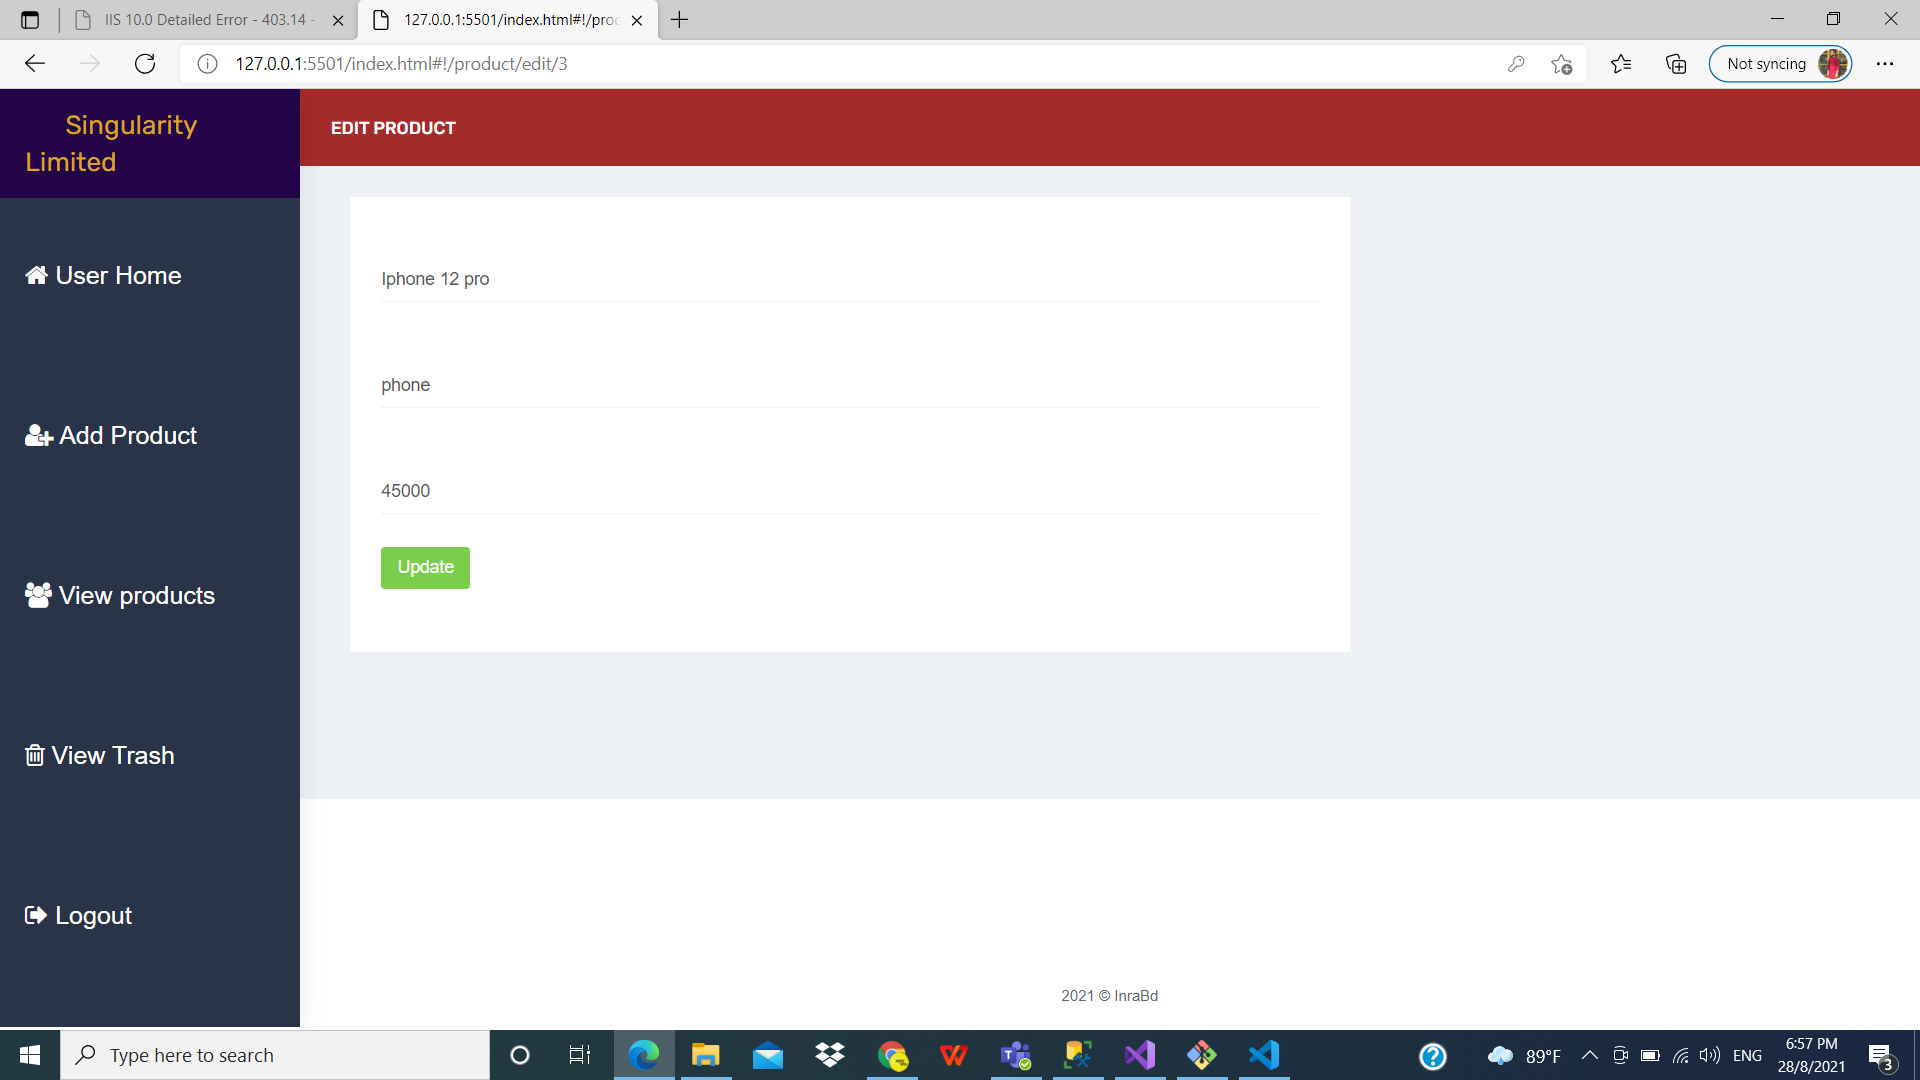 IIS 10.0 Detailed Error - 403.14 -
127.0.0.1:5501/index.html#!/produ
127.0.0.1:5501/index.html#!/product/edit/3
Not syncing
Singularity
Limited
EDIT PRODUCT
User Home
Iphone 12 pro
phone
Add Product
45000
Update
View products
View Trash
Logout
2021 © InraBd
Type here to search
89°F
ENG
6:57 PM
28/8/2021
3